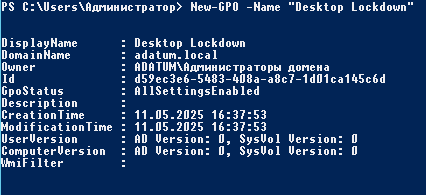 PS C:\Users\Администратор> New-GPO -Name "Desktop Lockdown"
DisplayName : Desktop Lockdown
DomainName : adatum.local
Owner : ADATUM\Администраторы домена
Id : d59ec3e6-5483-408a-a8c7-1d01ca145c6d
GpoStatus : AllSettingsEnabled
Description :
CreationTime : 11.05.2025 16:37:53
ModificationTime : 11.05.2025 16:37:53
UserVersion : AD Version: 0, SysVol Version: 0
ComputerVersion : AD Version: 0, SysVol Version: 0
WmiFilter :